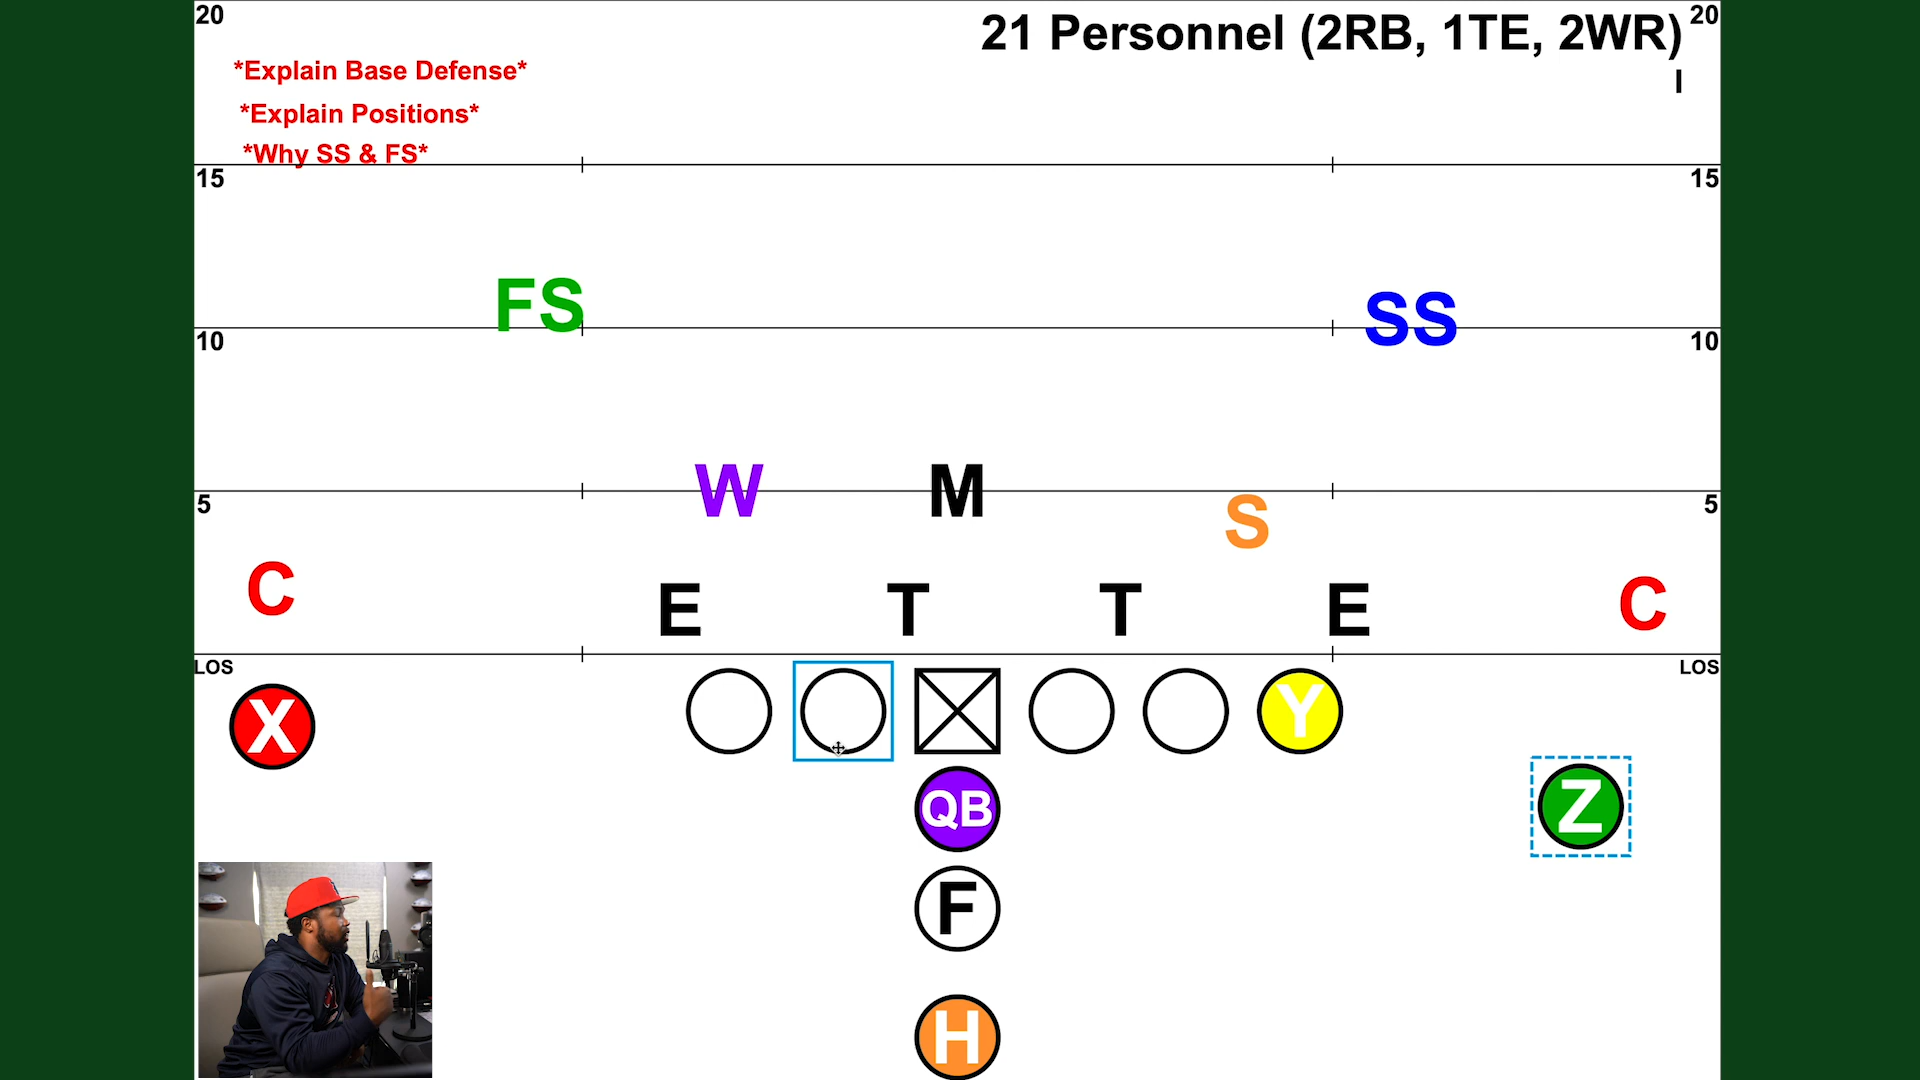 20 21 Personnel (2RB, 1TE, 2WR) 20
I
*Explain Base Defense*
*Explain Positions*
*Why SS & FS*
15 15
FS SS
10 10
W M
S
5 5
C E T T E C
LOS LOS
X Y
QB Z
F
H